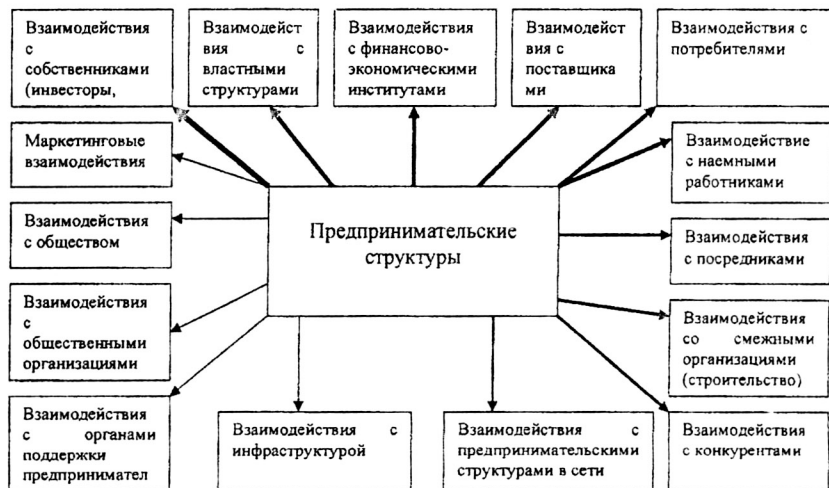 Взаимодействия
с
собственниками
(инвесторы,
Взаимодейст
вия с
властными
структурами
Взаимодействия
с финансово-
экономическими
институтами
Взаимодейст
вия с
поставщика
ми
Взаимодействия с
потребителями
Маркетинговые
взаимодействия
Взаимодействие
с наемными
работниками
Взаимодействия
с обществом
Предпринимательские
структуры
Взаимодействия
с посредниками
Взаимодействия
с
общественными
организациями
Взаимодействия
со смежными
организациями
(строительство)
Взаимодействия
с органами
поддержки
предпринимател
Взаимодействия с
инфраструктурой
Взаимодействия с
предпринимательскими
структурами в сети
Взаимодействия
с конкурентами